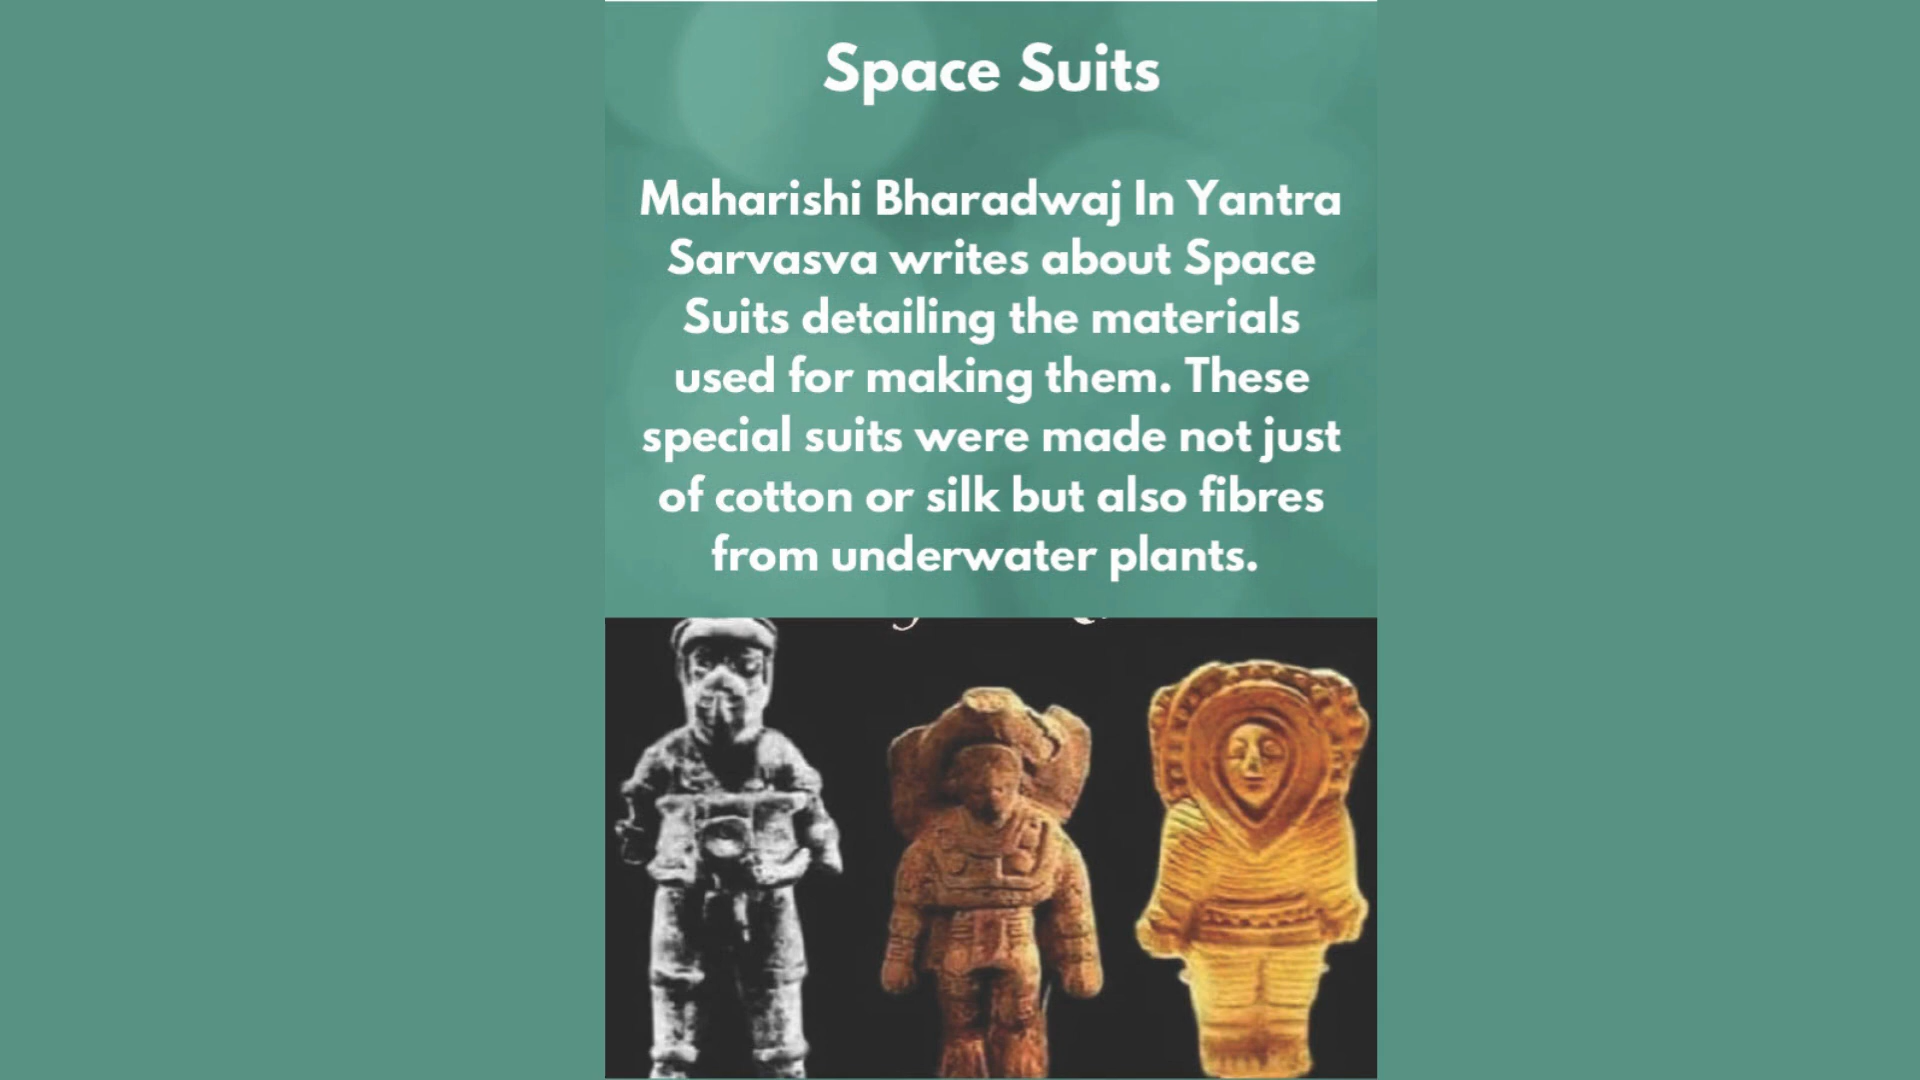 Space Suits
Maharishi Bharadwaj In Yantra
Sarvasva writes about Space
Suits detailing the materials
used for making them. These
special suits were made not just
of cotton or silk but also fibres
from underwater plants.